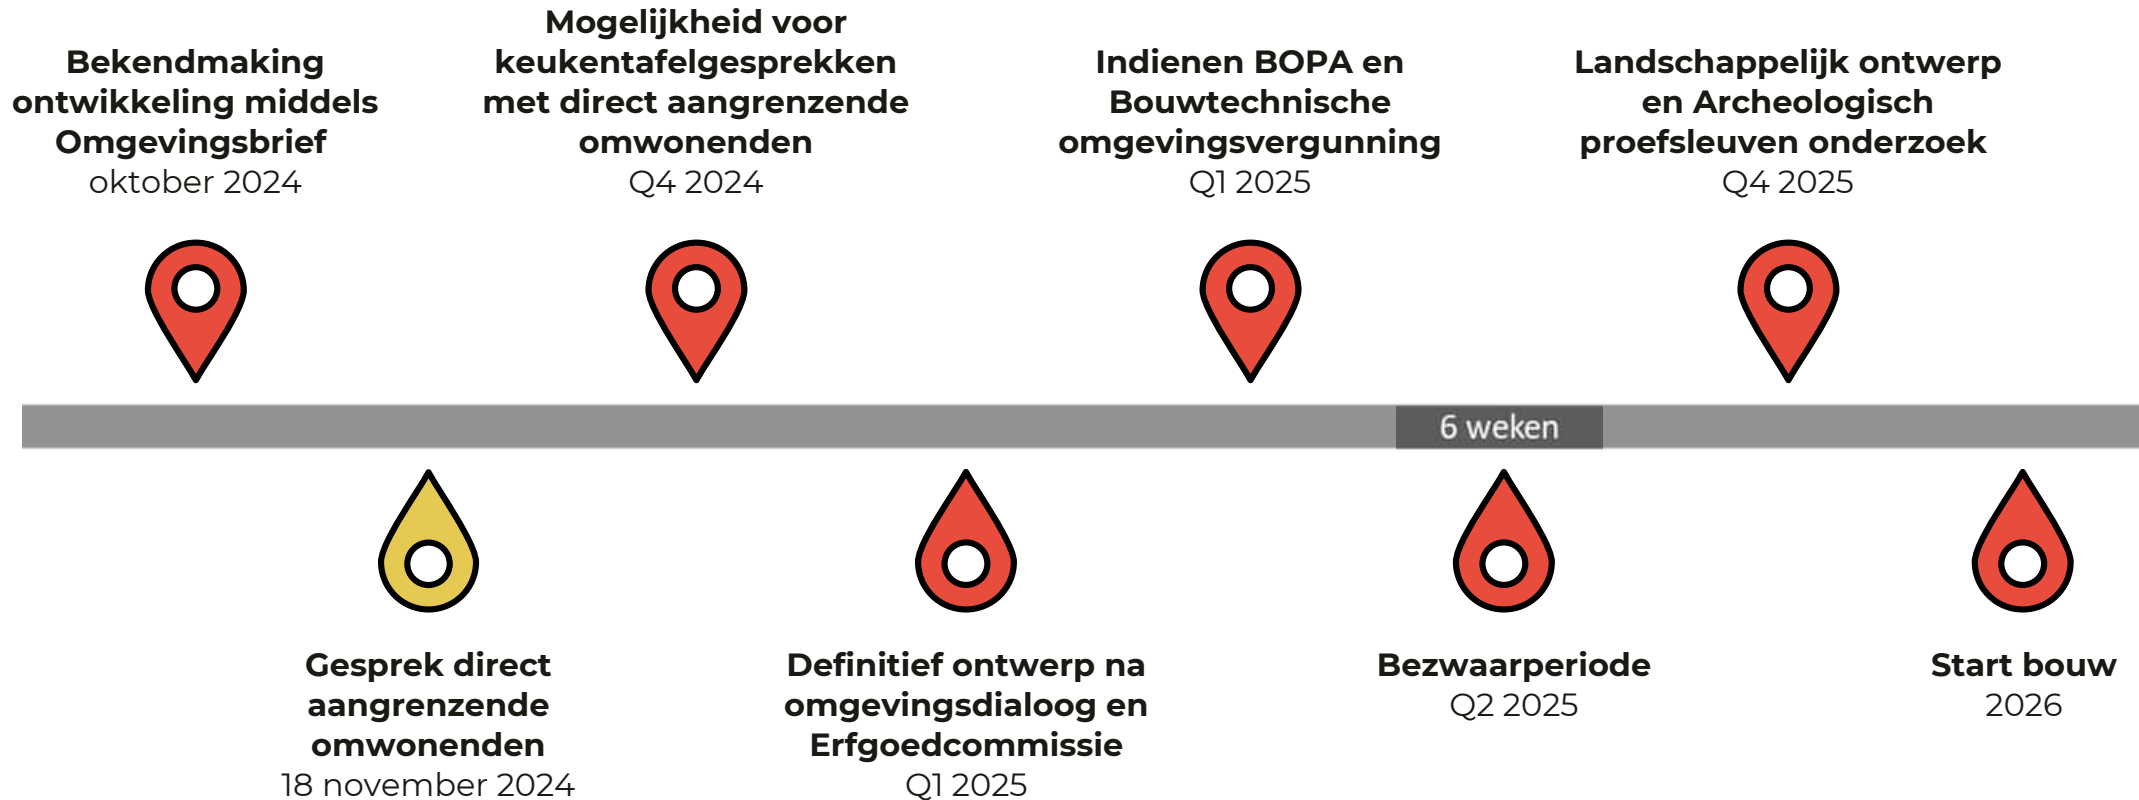 Bekendmaking
ontwikkeling middels
Omgevingsbrief
oktober 2024
Mogelijkheid voor
keukentafelgesprekken
met direct aangrenzende
omwonenden
Q4 2024
Indienen BOPA en
Bouwtechnische
omgevingsvergunning
Q1 2025
Landschappelijk ontwerp
en Archeologisch
proefsleuven onderzoek
Q4 2025
6 weken
Gesprek direct
aangrenzende
omwonenden
18 november 2024
Definitief ontwerp na
omgevingsdialoog en
Erfgoedcommissie
Q1 2025
Bezwaarperiode
Q2 2025
Start bouw
2026